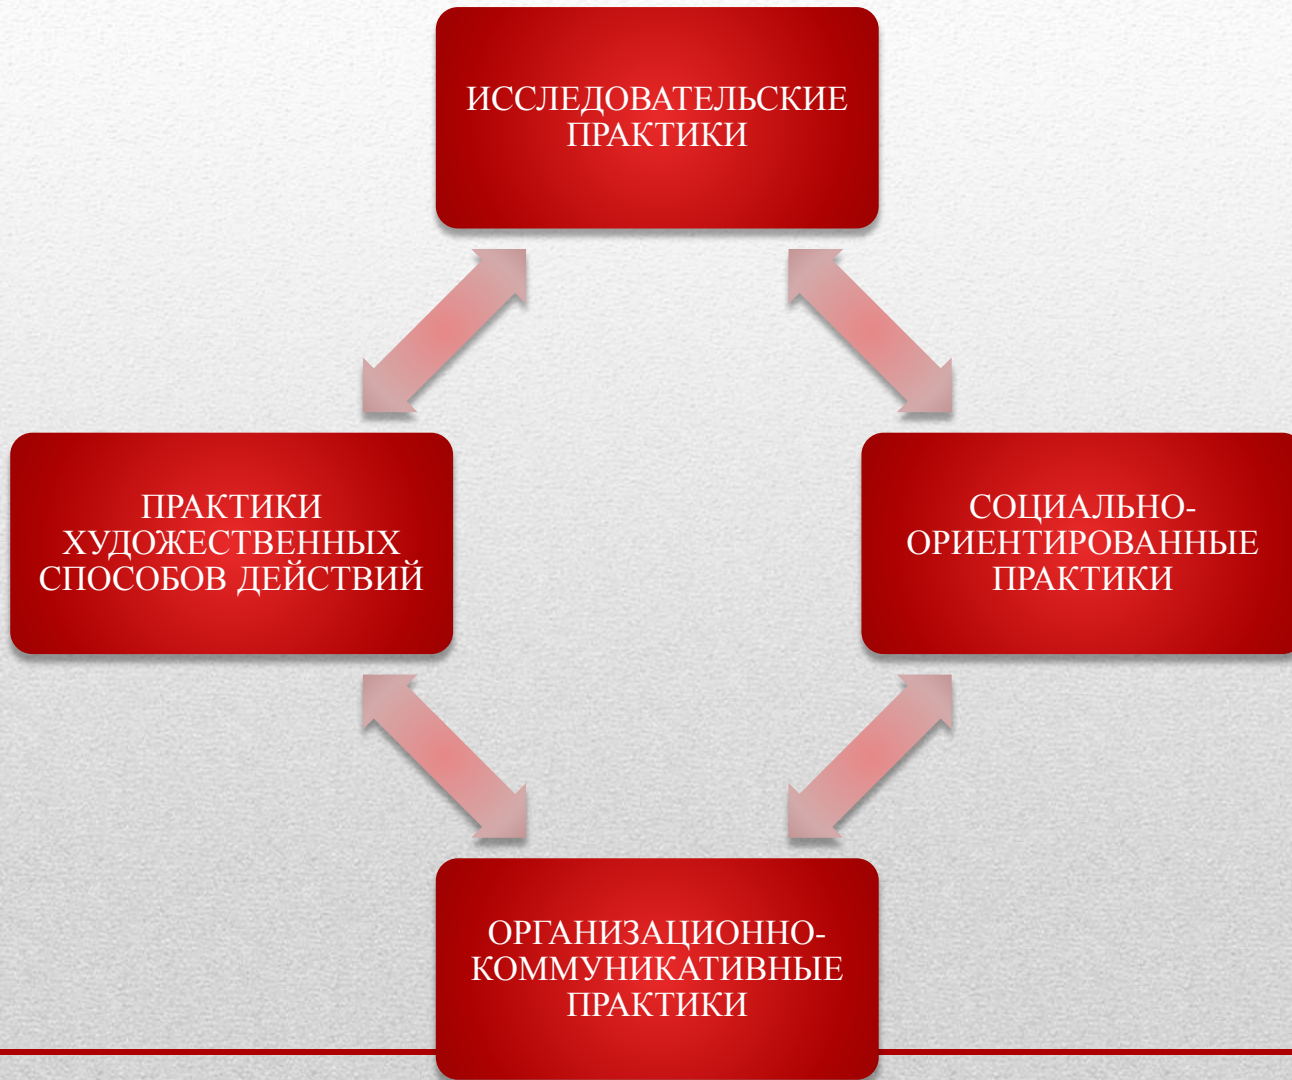 ИССЛЕДОВАТЕЛЬСКИЕ
ПРАКТИКИ
ПРАКТИКИ
ХУДОЖЕСТВЕННЫХ
СПОСОБОВ ДЕЙСТВИЙ
СОЦИАЛЬНО-
ОРИЕНТИРОВАННЫЕ
ПРАКТИКИ
ОРГАНИЗАЦИОННО-
КОММУНИКАТИВНЫЕ
ПРАКТИКИ